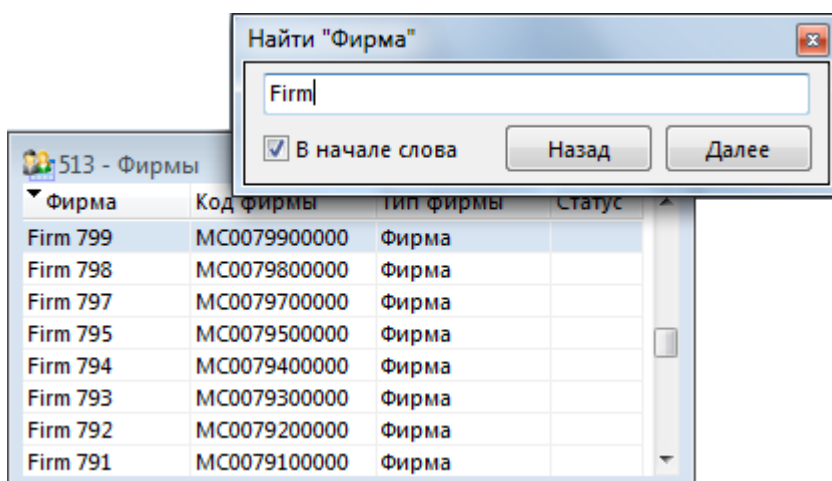 Найти "Фирма"
Firm
В начале слова Назад Далее
513 - Фирмы
Фирма Код фирмы Тип фирмы Статус
Firm 799 MC0079900000 Фирма
Firm 798 MC0079800000 Фирма
Firm 797 MC0079700000 Фирма
Firm 795 MC0079500000 Фирма
Firm 794 MC0079400000 Фирма
Firm 793 MC0079300000 Фирма
Firm 792 MC0079200000 Фирма
Firm 791 MC0079100000 Фирма